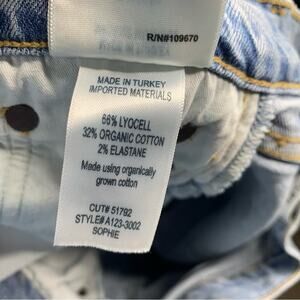 R/N#109670
MADE IN TURKEY
IMPORTED MATERIALS
66% LYOCELL
32% ORGANIC COTTON
2% ELASTANE
Made using organically
grown cotton
CUT# 51792
STYLE# A123-3002
SOPHIE